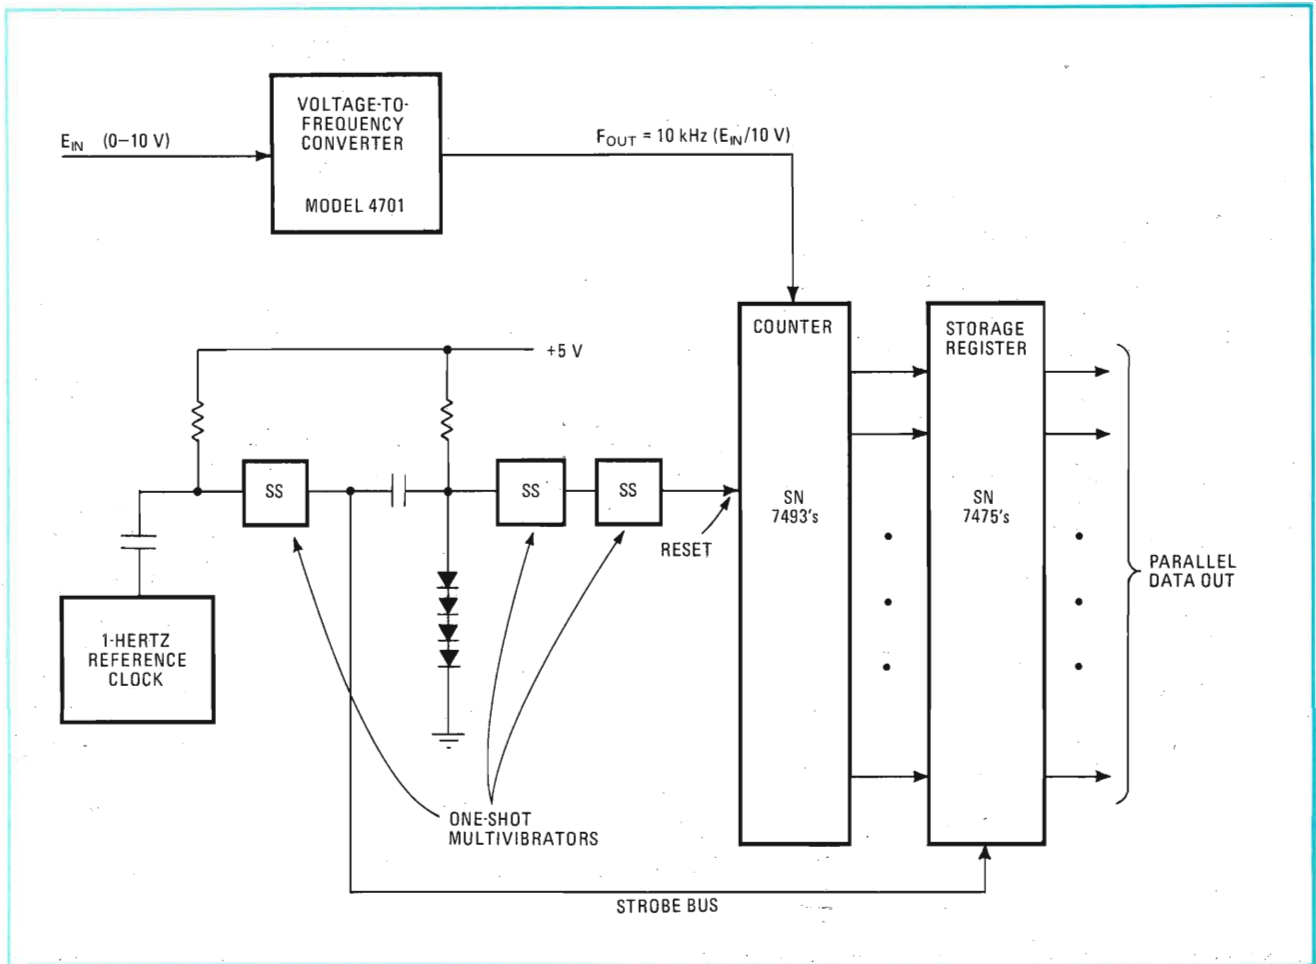 VOLTAGE-TO-
FREQUENCY
CONVERTER
MODEL 4701
E_IN (0–10 V)
F_OUT = 10 kHz (E_IN/10 V)
COUNTER
SN
7493's
STORAGE
REGISTER
SN
7475's
+5 V
SS
SS
SS
RESET
1-HERTZ
REFERENCE
CLOCK
ONE-SHOT
MULTIVIBRATORS
PARALLEL
DATA OUT
STROBE BUS